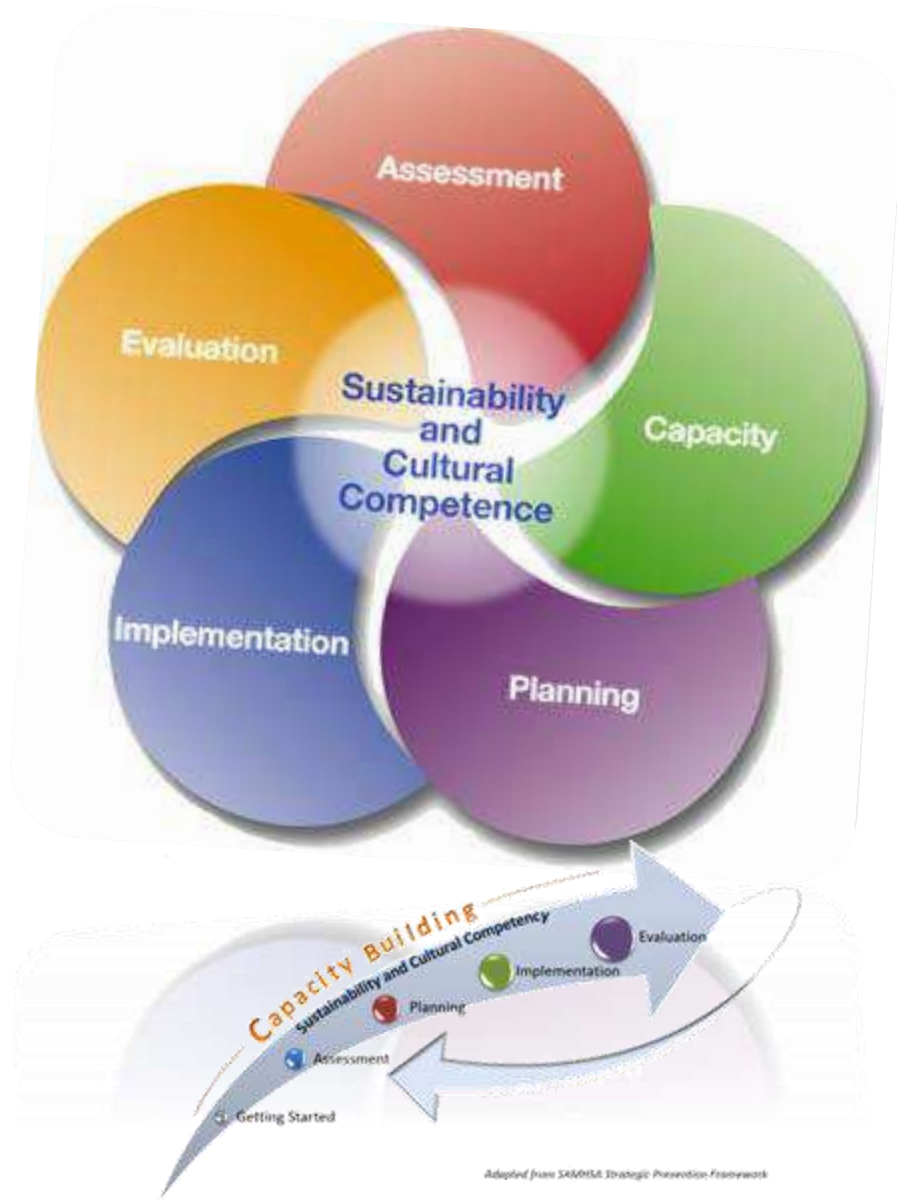 Assessment
Evaluation
Capacity
Sustainability
and
Cultural
Competence
Implementation
Planning
Capacity Building
Sustainability and Cultural Competency
Evaluation
Implementation
Planning
Assessment
Getting Started
Adapted from SAMHSA Strategic Prevention Framework